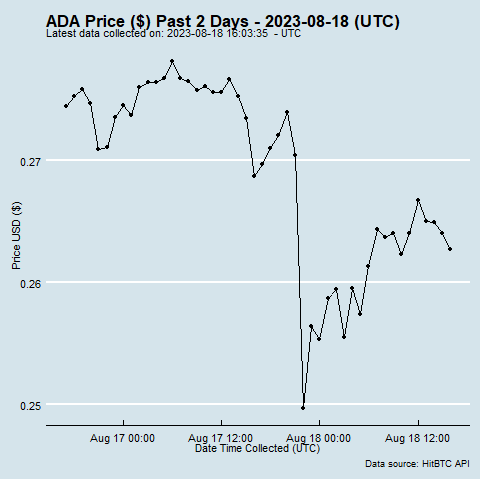 ADA Price ($) Past 2 Days - 2023-08-18 (UTC)
Latest data collected on: 2023-08-18 16:03:35 - UTC
0.27
0.26
0.25
Price USD ($)
Aug 17 00:00 Aug 17 12:00 Aug 18 00:00 Aug 18 12:00
Date Time Collected (UTC)
Data source: HitBTC API